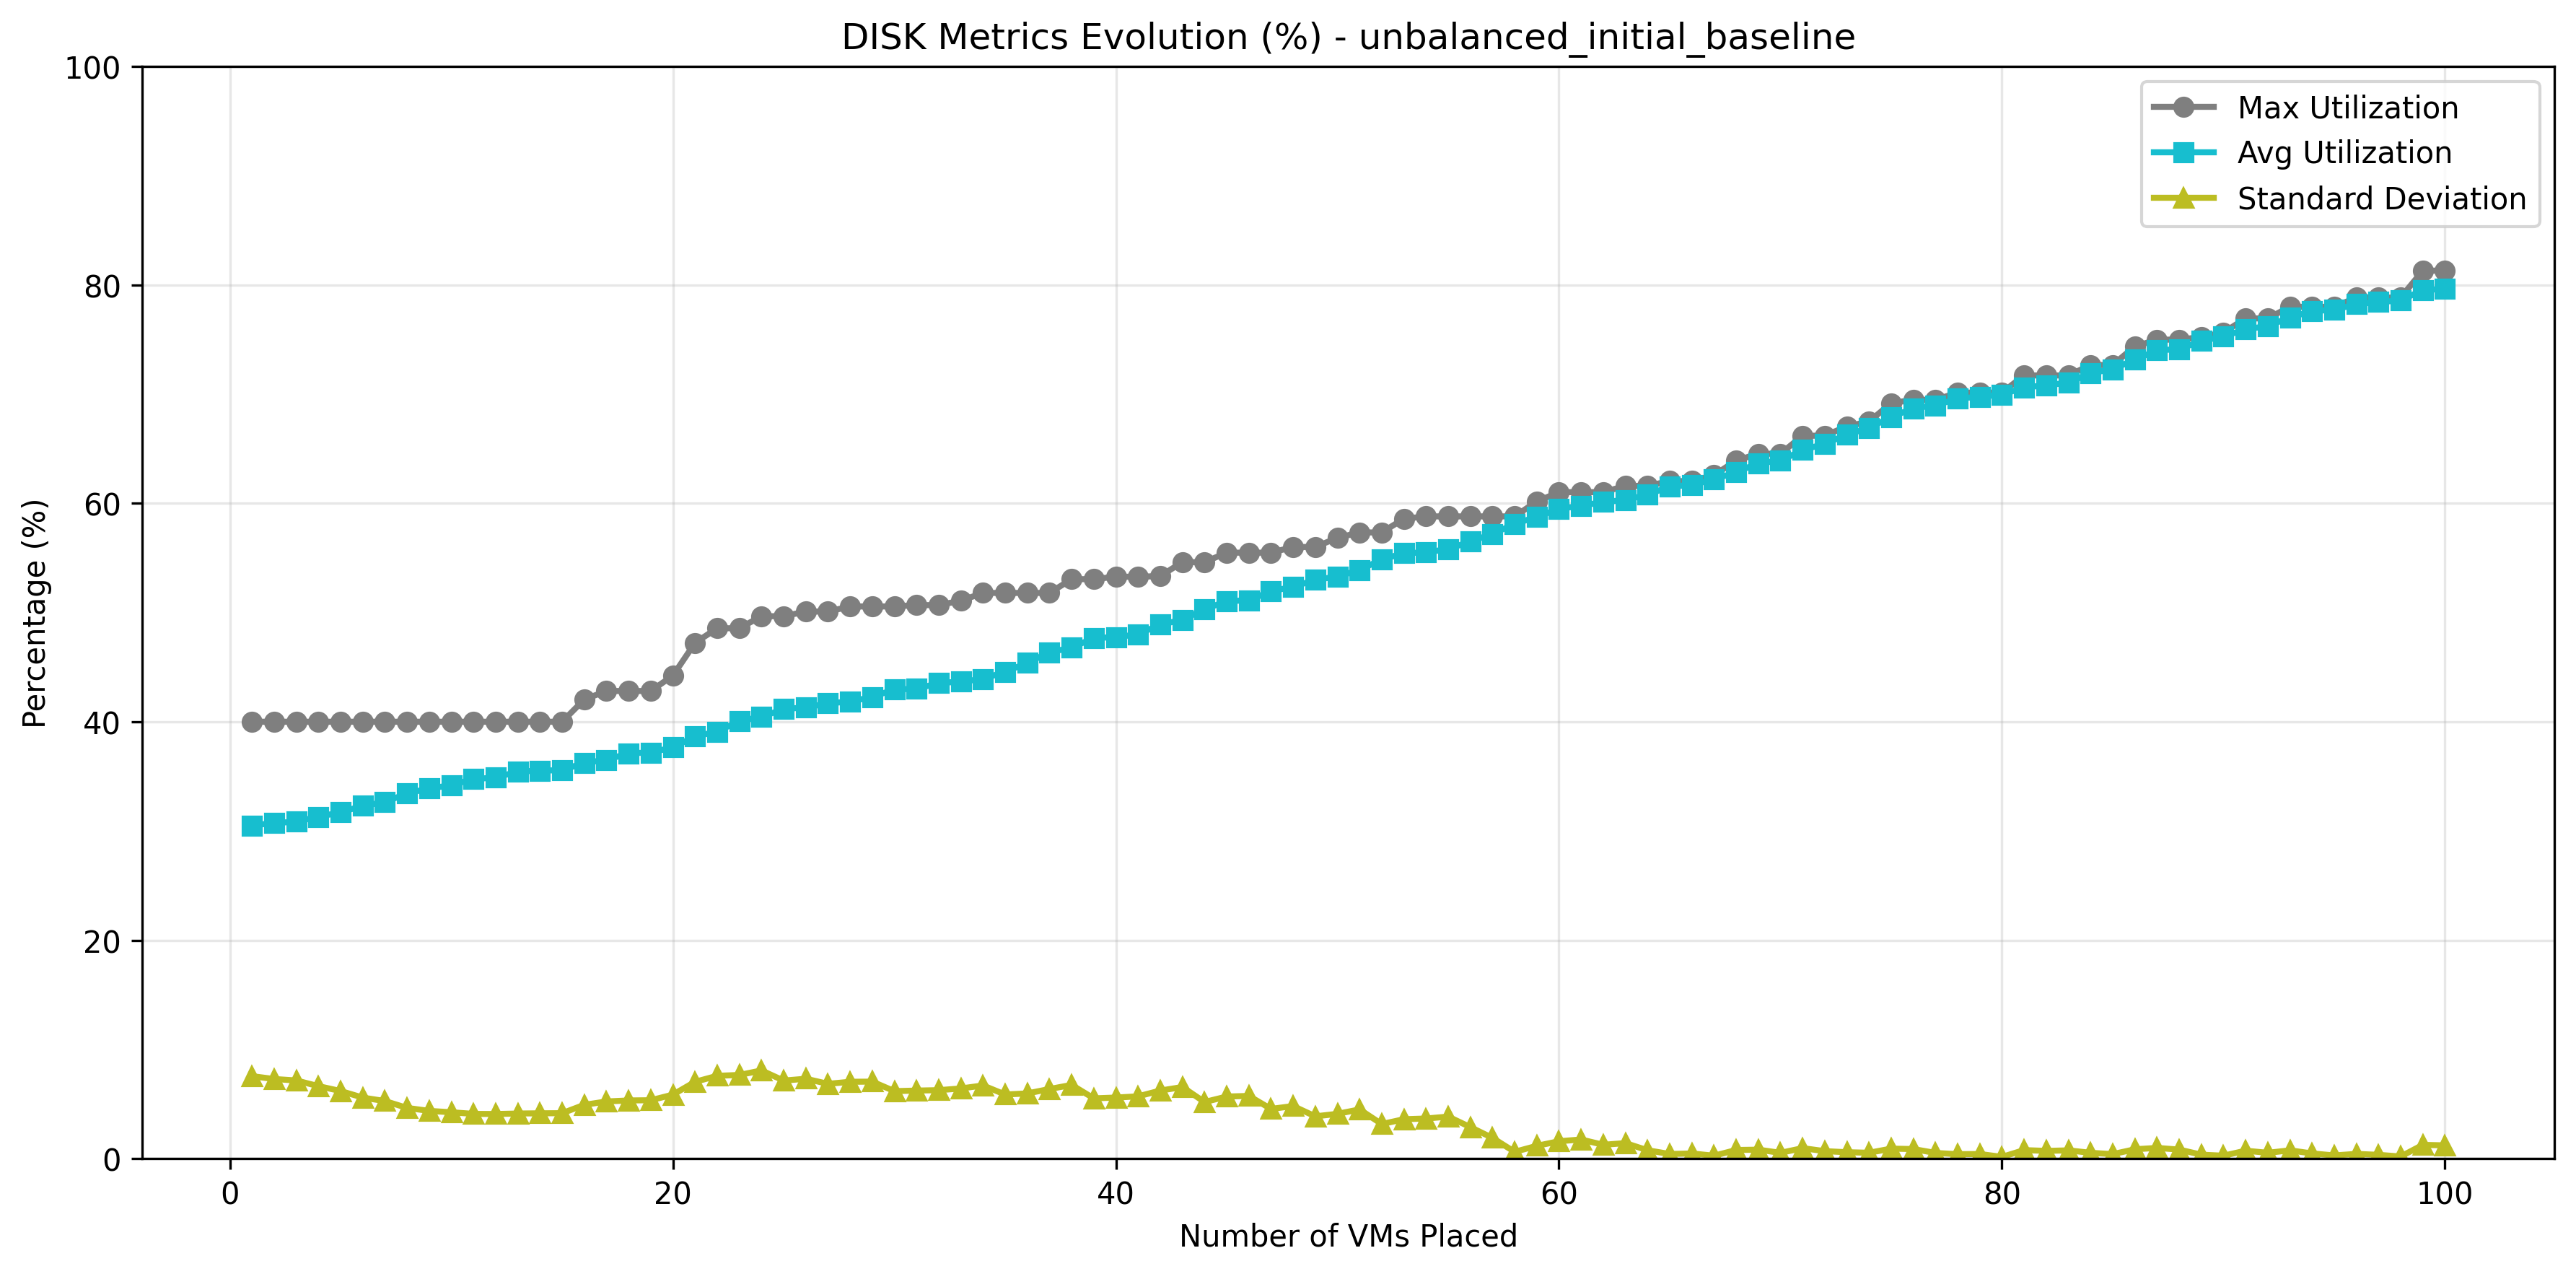 DISK Metrics Evolution (%) - unbalanced_initial_baseline
100
80
60
40
20
0
Percentage (%)
Max Utilization
Avg Utilization
Standard Deviation
0 20 40 60 80 100
Number of VMs Placed